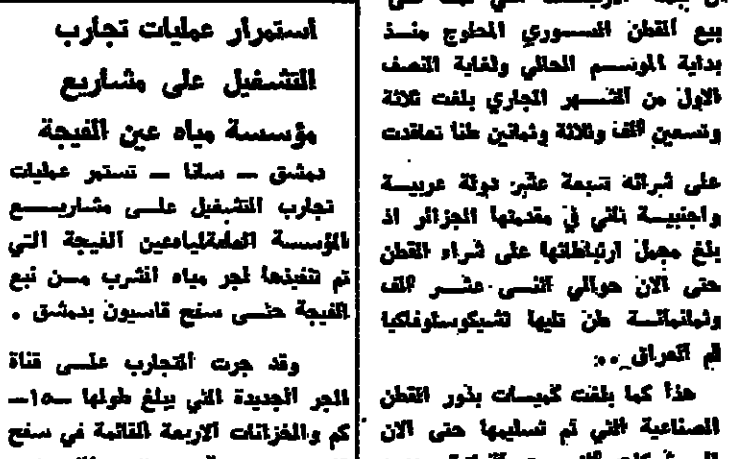 بيع القطن السوري المحلوج منذ
بداية الموسم الحالي ولغاية النصف
الاول من الشهر الجاري بلغت ثلاثة
وتسعين الف وثلاثة وثمانين طنا تعاقدت
على شرائه سبعة عشر دولة عربية
واجنبية تأتي في مقدمتها الجزائر اذ
بلغ مجمل ارتباطاتها على شراء القطن
حتى الان حوالي اثنى عشر الف
وثمانمائة طن تليها تشيكوسلوفاكيا
ثم العراق ..
هذا كما بلغت كميات بذور القطن
الصناعية التي تم تسليمها حتى الان
استمرار عمليات تجارب
التشغيل على مشاريع
مؤسسة مياه عين الفيجة
دمشق — سانا — تستمر عمليات
تجارب التشغيل على مشاريع
المؤسسة العامة لمياه عين الفيجة التي
تم تنفيذها لجر مياه الشرب من نبع
الفيجة حتى سفح قاسيون بدمشق .
وقد جرت التجارب على قناة
الجر الجديدة التي يبلغ طولها —١٥—
كم والخزانات الاربعة القائمة في سفح